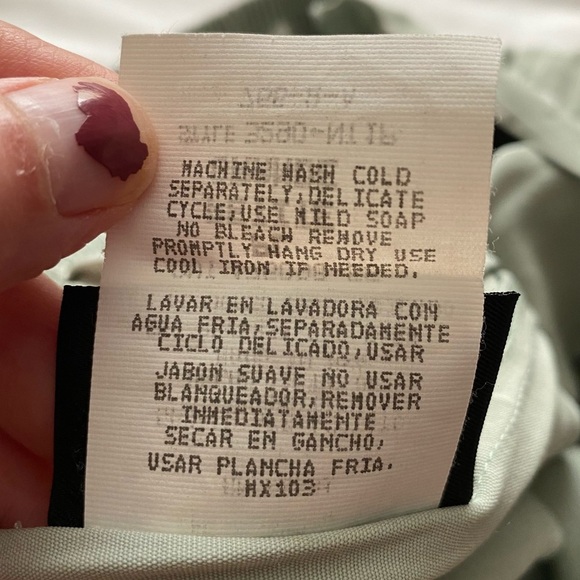 MACHINE WASH COLD
SEPARATELY,DELICATE
CYCLE,USE MILD SOAP
NO BLEACH REMOVE
PROMPTLY HANG DRY USE
COOL IRON IF NEEDED.
LAVAR EN LAVADORA CON
AGUA FRIA,SEPARADAMENTE
CICLO DELICADO,USAR
JABON SUAVE NO USAR
BLANQUEADOR,REMOVER
INMEDIATAMENTE
SECAR EN GANCHO,
USAR PLANCHA FRIA.
MX103